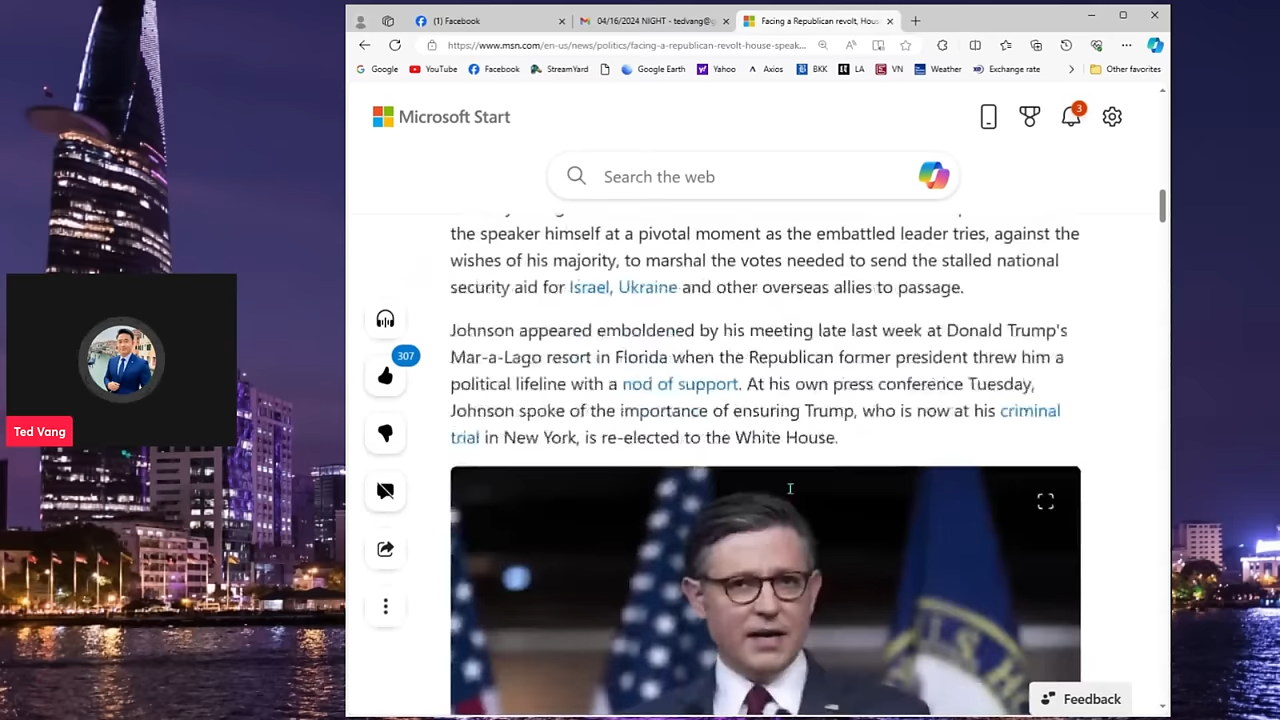 (1) Facebook
04/16/2024 NIGHT - tedvang@g
Facing a Republican revolt, Hous
https://www.msn.com/en-us/news/politics/facing-a-republican-revolt-house-speak...
Google
YouTube
Facebook
StreamYard
Google Earth
Yahoo
Axios
BKK
LA
VN
Weather
Exchange rate
Other favorites
Microsoft Start
3
Search the web
the speaker himself at a pivotal moment as the embattled leader tries, against the
wishes of his majority, to marshal the votes needed to send the stalled national
security aid for Israel, Ukraine and other overseas allies to passage.
Johnson appeared emboldened by his meeting late last week at Donald Trump's
Mar-a-Lago resort in Florida when the Republican former president threw him a
political lifeline with a nod of support. At his own press conference Tuesday,
Johnson spoke of the importance of ensuring Trump, who is now at his criminal
trial in New York, is re-elected to the White House.
307
Ted Vang
Feedback